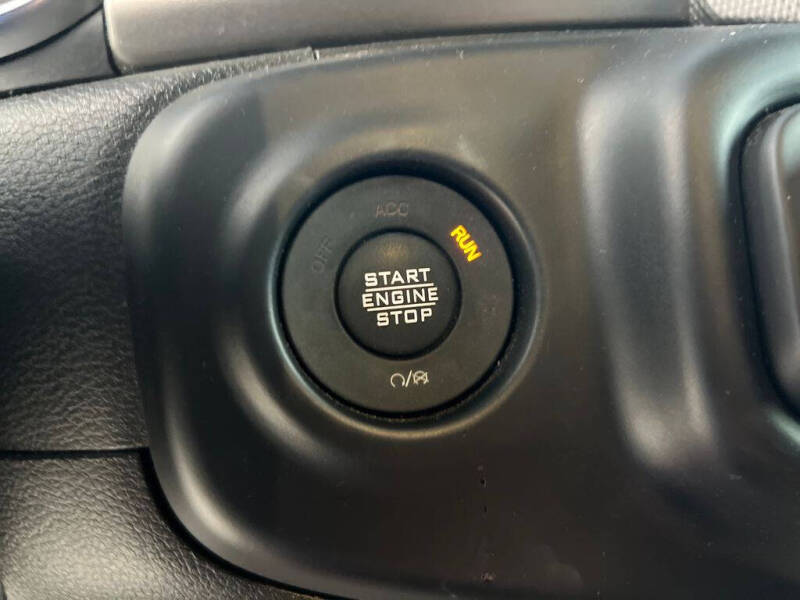 ACC
OFF
RUN
START
ENGINE
STOP